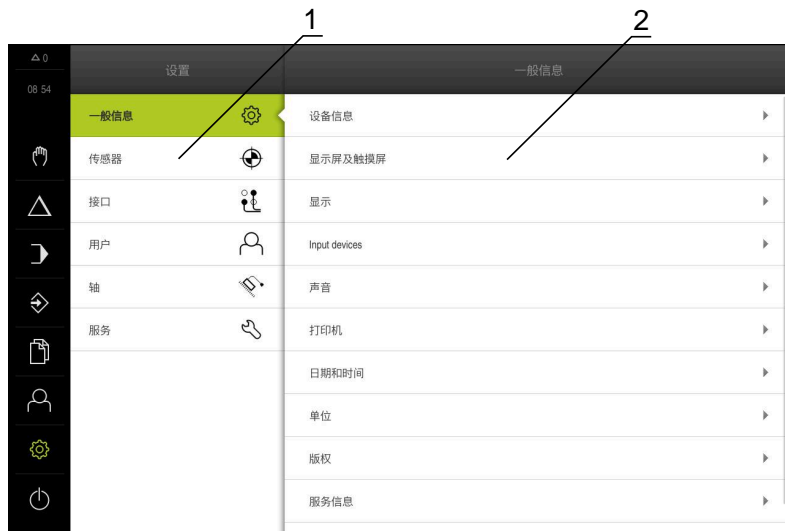 1
2
0
08 54
设置
一般信息
一般信息
传感器
接口
用户
轴
服务
设备信息
显示屏及触摸屏
显示
Input devices
声音
打印机
日期和时间
单位
版权
服务信息